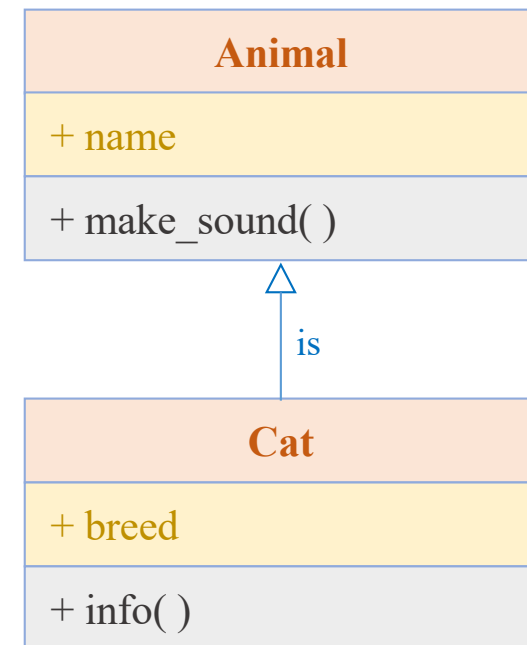 Animal
+ name
+ make_sound( )
is
Cat
+ breed
+ info( )